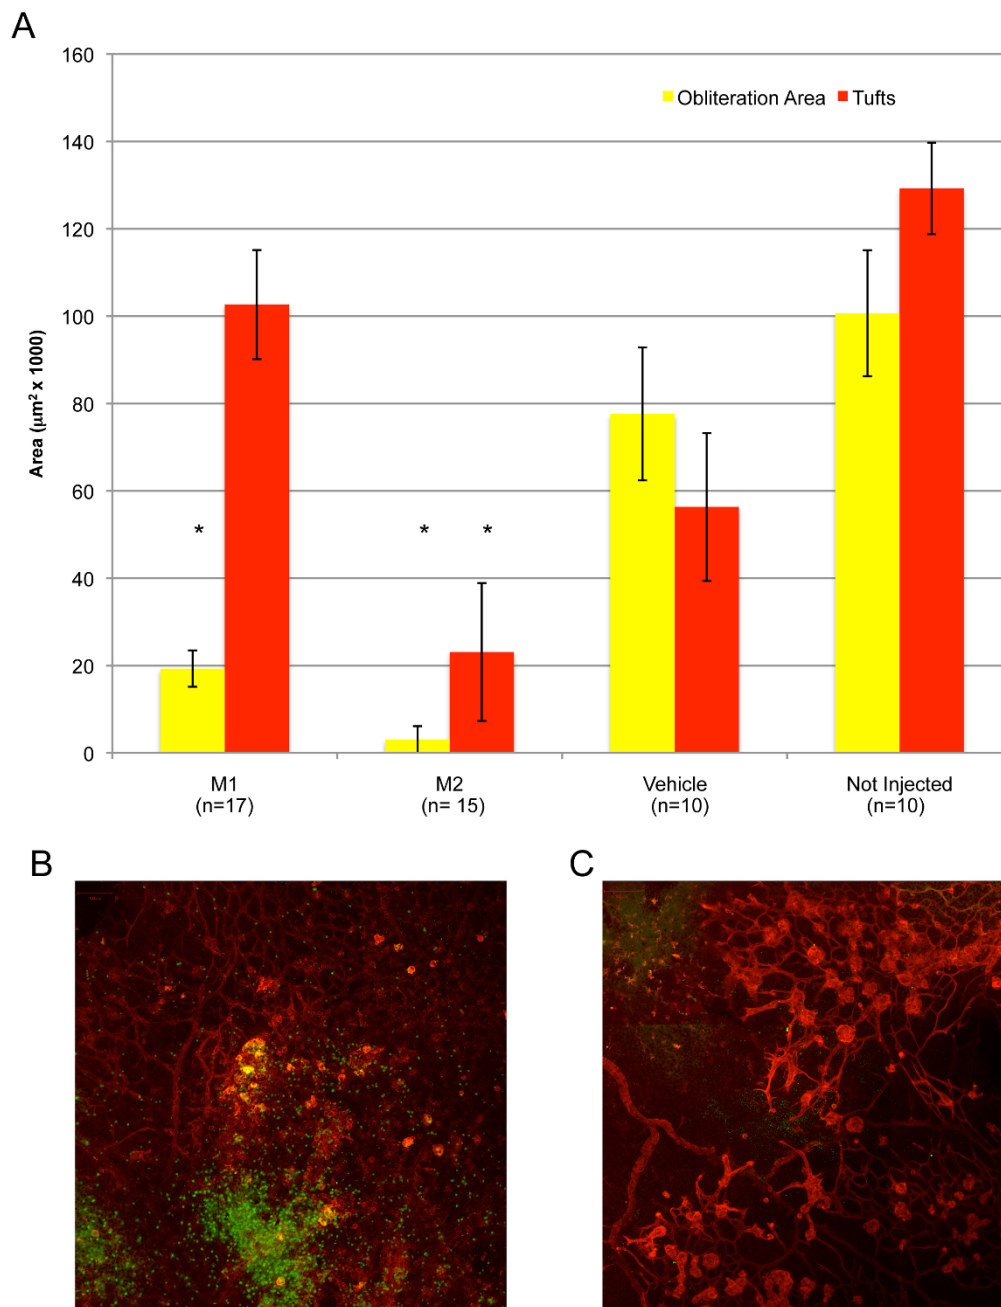 A
160
140
120
100
80
60
40
20
0
Area (µm² x 1000)
Obliteration Area
Tufts
*
*
*
M1
(n=17)
M2
(n= 15)
Vehicle
(n=10)
Not Injected
(n=10)
B
C